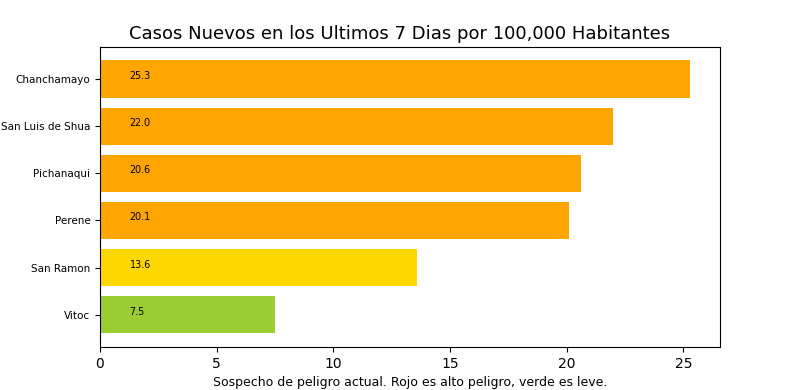 Casos Nuevos en los Ultimos 7 Dias por 100,000 Habitantes
Chanchamayo 25.3
San Luis de Shua 22.0
Pichanaqui 20.6
Perene 20.1
San Ramon 13.6
Vitoc 7.5
0 5 10 15 20 25
Sospecho de peligro actual. Rojo es alto peligro, verde es leve.